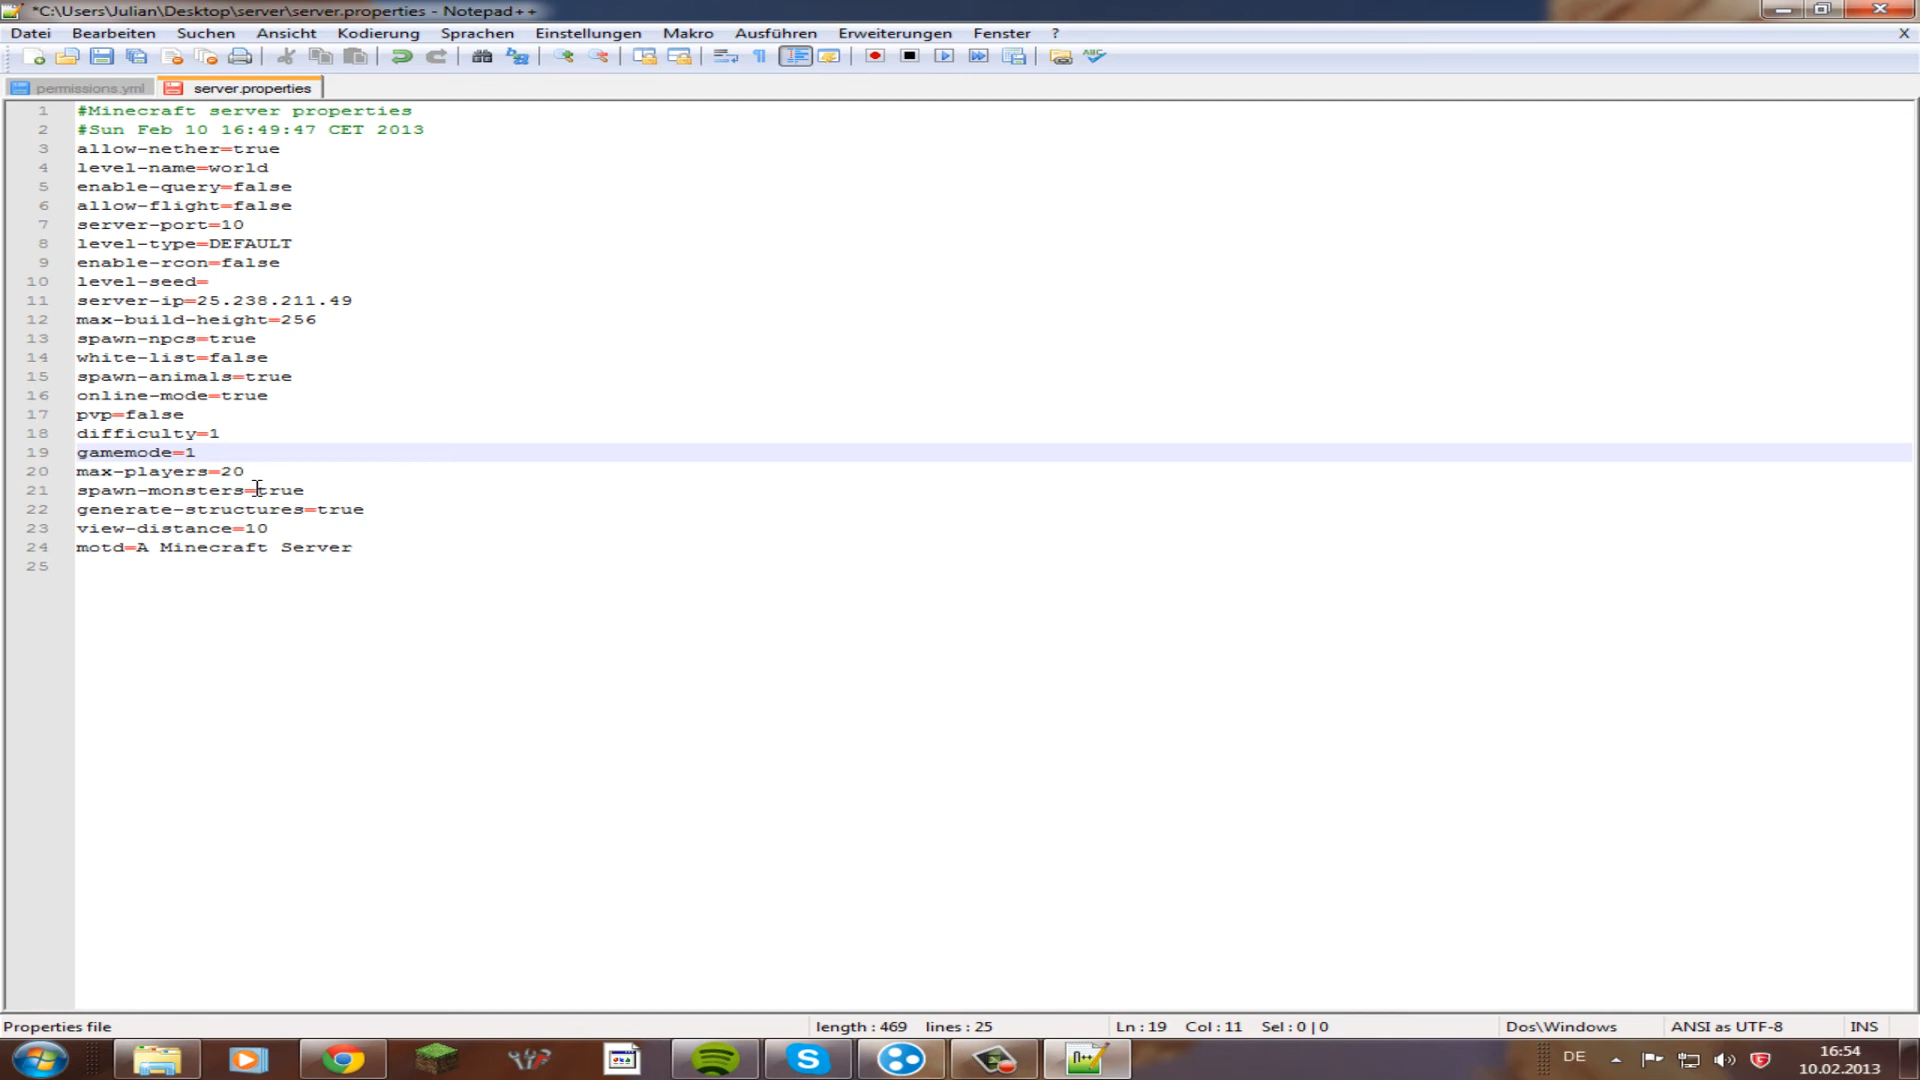 *C:\Users\Julian\Desktop\server\server.properties - Notepad++
Datei Bearbeiten Suchen Ansicht Kodierung Sprachen Einstellungen Makro Ausführen Erweiterungen Fenster ? X
permissions.yml server.properties
1 #Minecraft server properties
2 #Sun Feb 10 16:49:47 CET 2013
3 allow-nether=true
4 level-name=world
5 enable-query=false
6 allow-flight=false
7 server-port=10
8 level-type=DEFAULT
9 enable-rcon=false
10 level-seed=
11 server-ip=25.238.211.49
12 max-build-height=256
13 spawn-npcs=true
14 white-list=false
15 spawn-animals=true
16 online-mode=true
17 pvp=false
18 difficulty=1
19 gamemode=1
20 max-players=20
21 spawn-monsters=true
22 generate-structures=true
23 view-distance=10
24 motd=A Minecraft Server
25
Properties file length : 469 lines : 25 Ln : 19 Col : 11 Sel : 0 | 0 Dos\Windows ANSI as UTF-8 INS
DE 16:54
10.02.2013